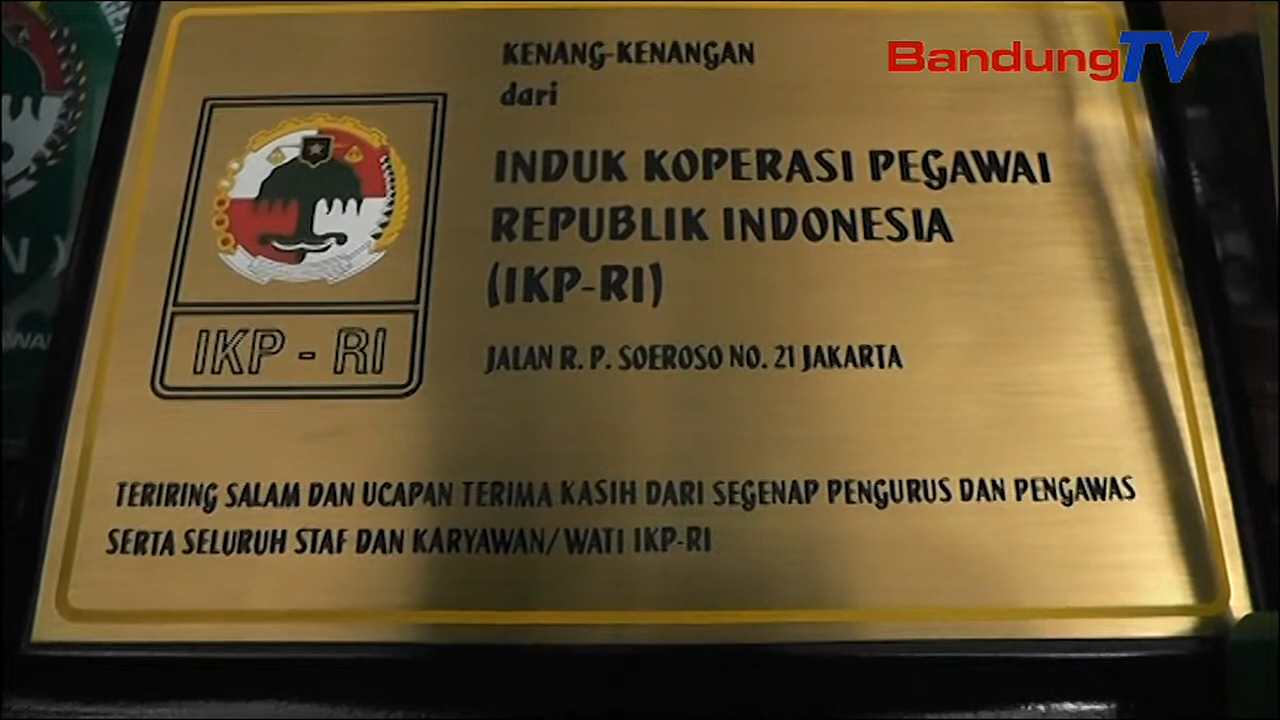 BandungTV
KENANG-KENANGAN
dari
INDUK KOPERASI PEGAWAI
REPUBLIK INDONESIA
(IKP-RI)
JALAN R. P. SOEROSO NO. 21 JAKARTA
IKP - RI
TERIRING SALAM DAN UCAPAN TERIMA KASIH DARI SEGENAP PENGURUS DAN PENGAWAS
SERTA SELURUH STAF DAN KARYAWAN/WATI IKP-RI